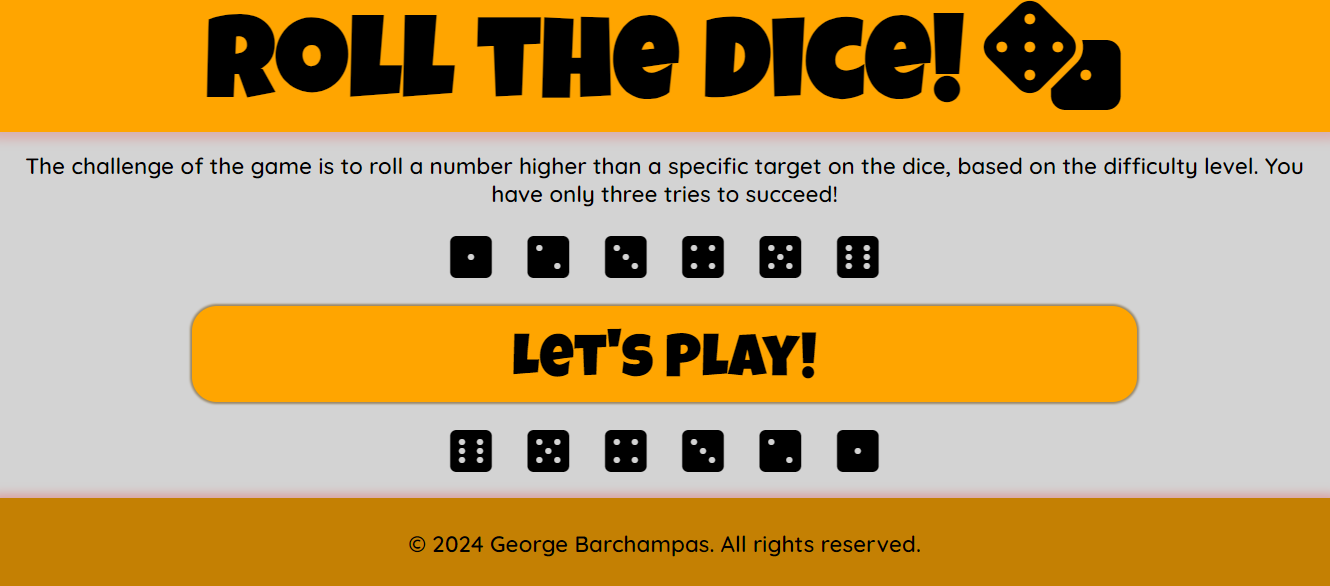 Roll The Dice!
The challenge of the game is to roll a number higher than a specific target on the dice, based on the difficulty level. You
have only three tries to succeed!
Let's Play!
© 2024 George Barchampas. All rights reserved.